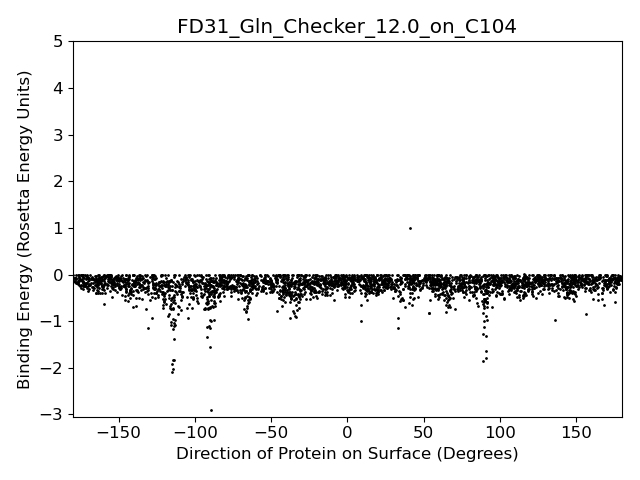 FD31_Gln_Checker_12.0_on_C104
Binding Energy (Rosetta Energy Units)
5
4
3
2
1
0
−1
−2
−3
−150 −100 −50 0 50 100 150
Direction of Protein on Surface (Degrees)